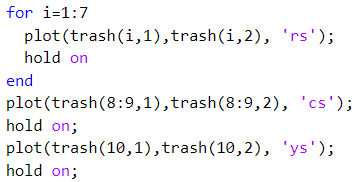 for i=1:7
  plot(trash(i,1),trash(i,2), 'rs');
  hold on
end
plot(trash(8:9,1),trash(8:9,2), 'cs');
hold on;
plot(trash(10,1),trash(10,2), 'ys');
hold on;